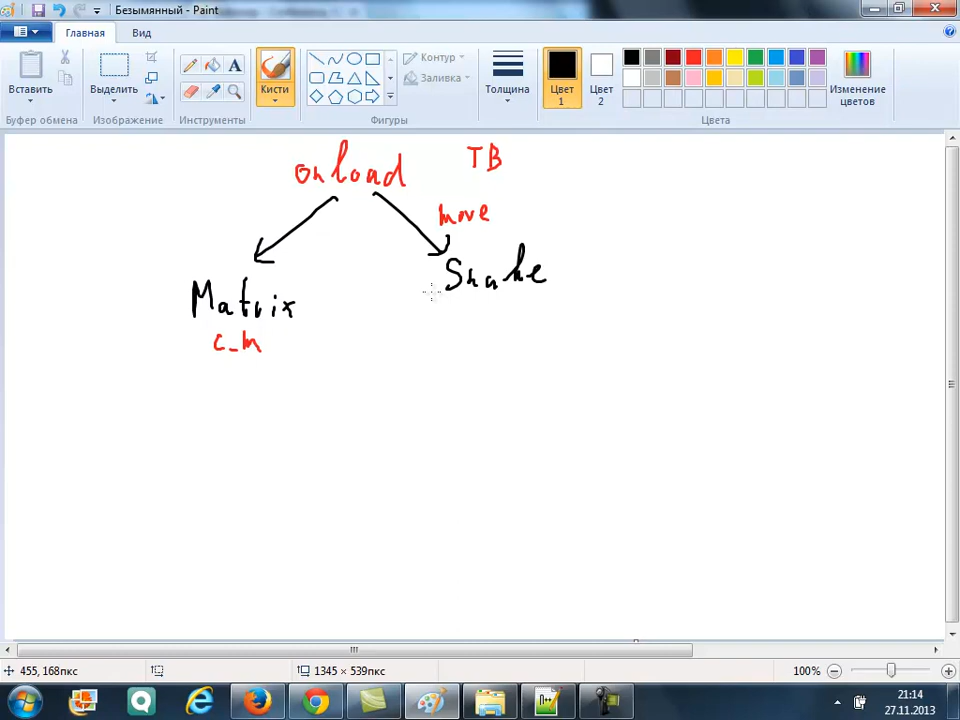 Безымянный - Paint
Главная
Вид
Вставить
Выделить
Кисти
Контур
Заливка
Толщина
Цвет 1
Цвет 2
Изменение цветов
Буфер обмена
Изображение
Инструменты
Фигуры
Цвета
onload
TB
move
Snake
Matrix
c_m
455, 168пкс
1345 × 539пкс
100%
21:14
27.11.2013